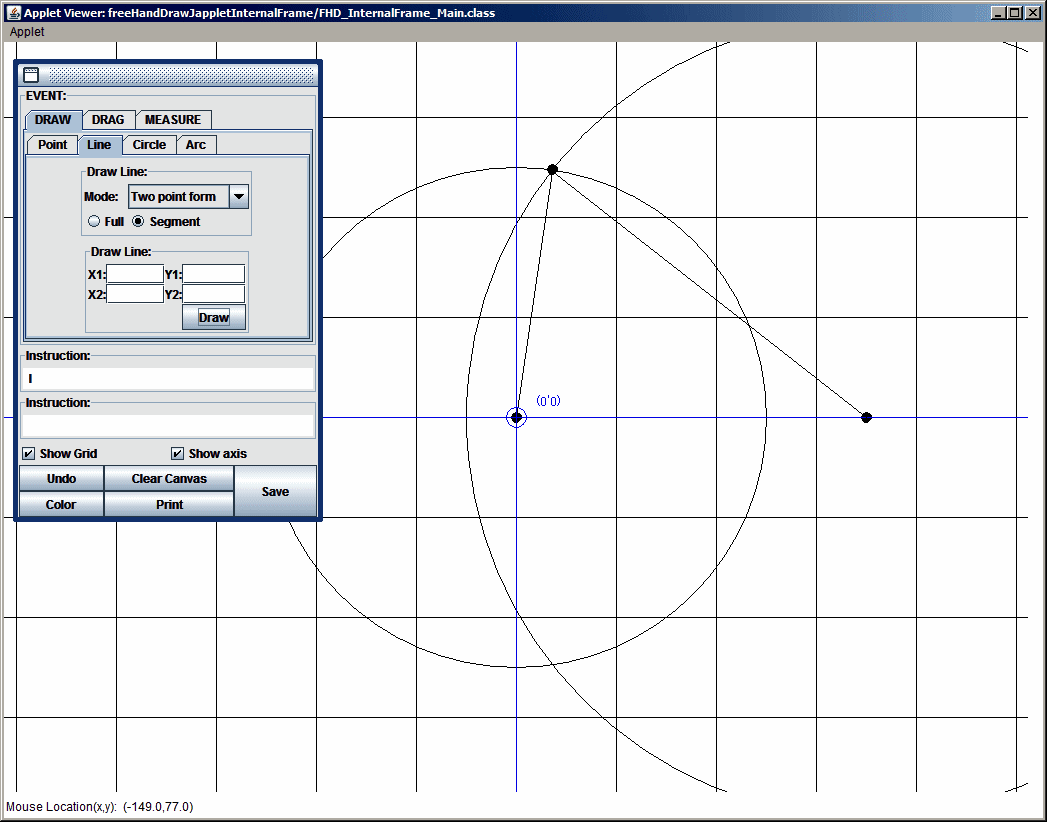 Applet Viewer: freeHandDrawJappletInternalFrame/FHD_InternalFrame_Main.class
Applet
EVENT:
DRAW DRAG MEASURE
Point Line Circle Arc
Draw Line:
Mode: Two point form
Full Segment
Draw Line:
X1: Y1:
X2: Y2:
Draw
Instruction:
I
Instruction:
Show Grid Show axis
Undo Clear Canvas Save
Color Print
(0'0)
Mouse Location(x,y): (-149.0,77.0)